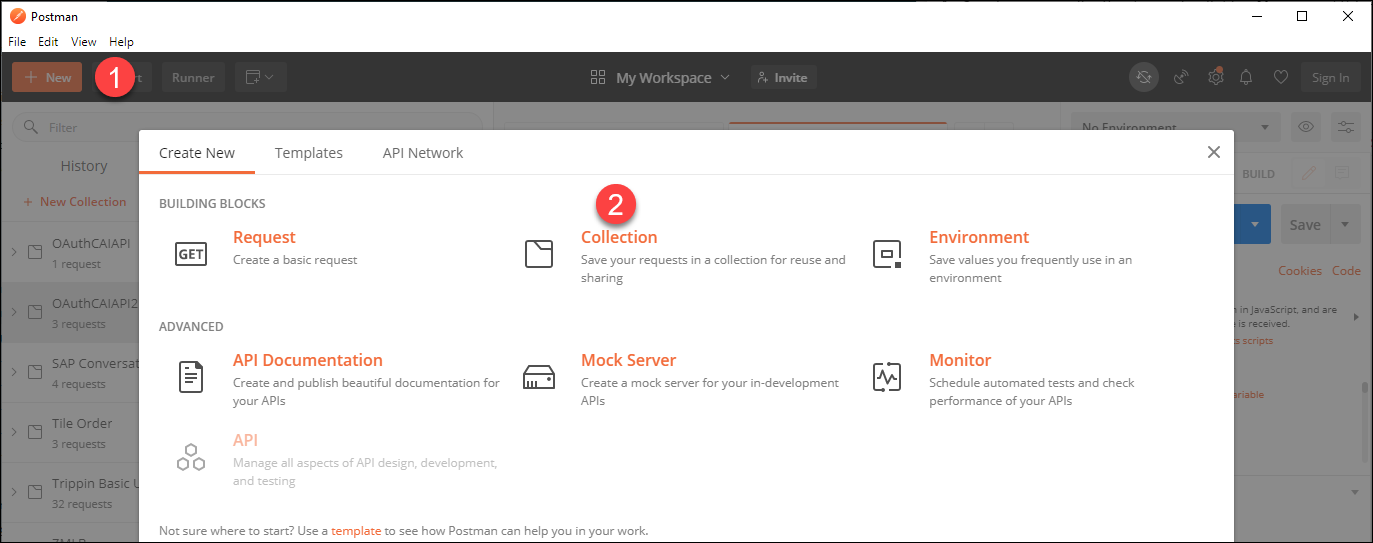 Postman
File Edit View Help
New
1
Runner
My Workspace
Invite
Sign In
Filter
No Environment
History
New Collection
BUILD
Save
Cookies Code
OAuthCAIAPI
1 request
OAuthCAIAPI2
3 requests
SAP Conversat
4 requests
Tile Order
3 requests
Trippin Basic
32 requests
Create New Templates API Network
BUILDING BLOCKS
2
GET
Request
Create a basic request
Collection
Save your requests in a collection for reuse and
sharing
Environment
Save values you frequently use in an
environment
ADVANCED
API Documentation
Create and publish beautiful documentation for
your APIs
Mock Server
Create a mock server for your in-development
APIs
Monitor
Schedule automated tests and check
performance of your APIs
API
Manage all aspects of API design, development,
and testing
Not sure where to start? Use a template to see how Postman can help you in your work.
in JavaScript, and are
is received.
scripts